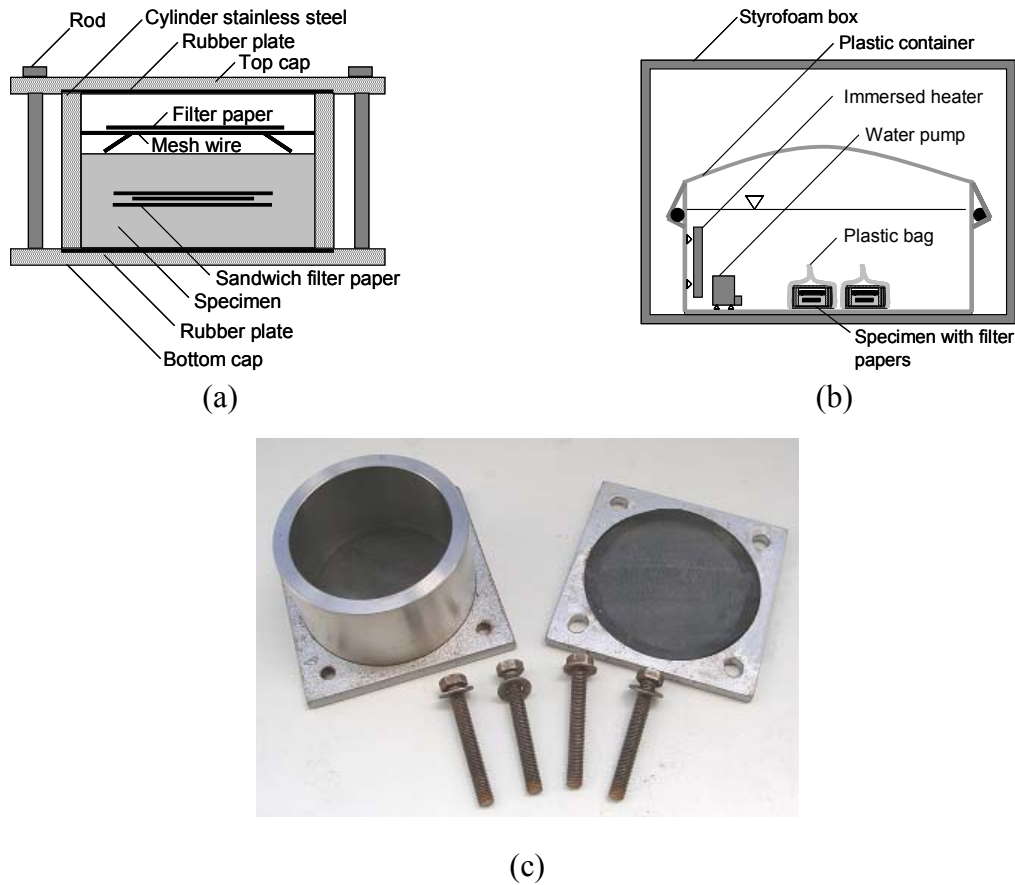 Rod
Cylinder stainless steel
Rubber plate
Top cap
Filter paper
Mesh wire
Sandwich filter paper
Specimen
Rubber plate
Bottom cap
(a)
Styrofoam box
Plastic container
Immersed heater
Water pump
Plastic bag
Specimen with filter
papers
(b)
(c)